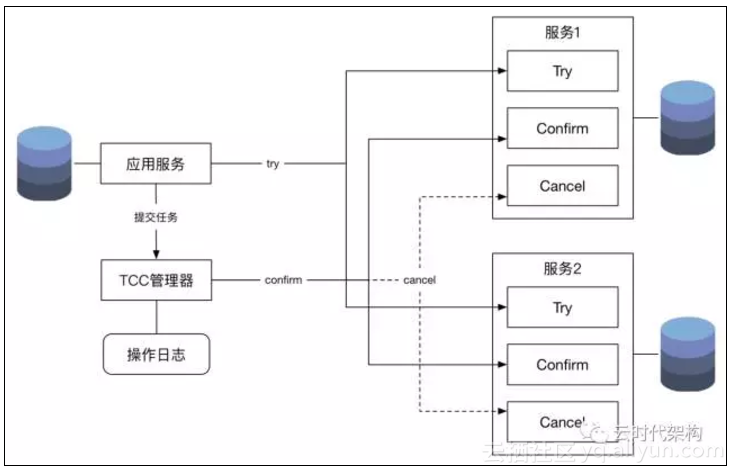 服务1
Try
Confirm
Cancel
应用服务
try
提交任务
TCC管理器
confirm
cancel
操作日志
服务2
Try
Confirm
Cancel
云时代架构
云栖社区 yq.aliyun.com